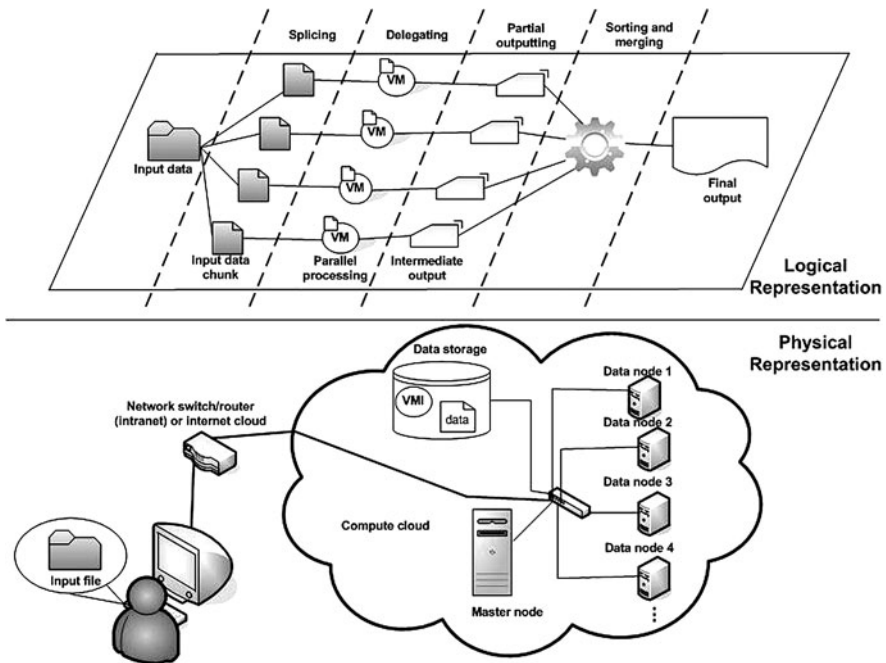 Splicing
Delegating
Partial
outputting
Sorting and
merging
VM
VM
Input data
VM
Final
output
VM
Input data
chunk
Parallel
processing
Intermediate
output
Logical
Representation
Physical
Representation
Data storage
VMI
data
Network switch/router
(intranet) or internet cloud
Data node 1
Data node 2
Data node 3
Data node 4
Compute cloud
Master node
Input file